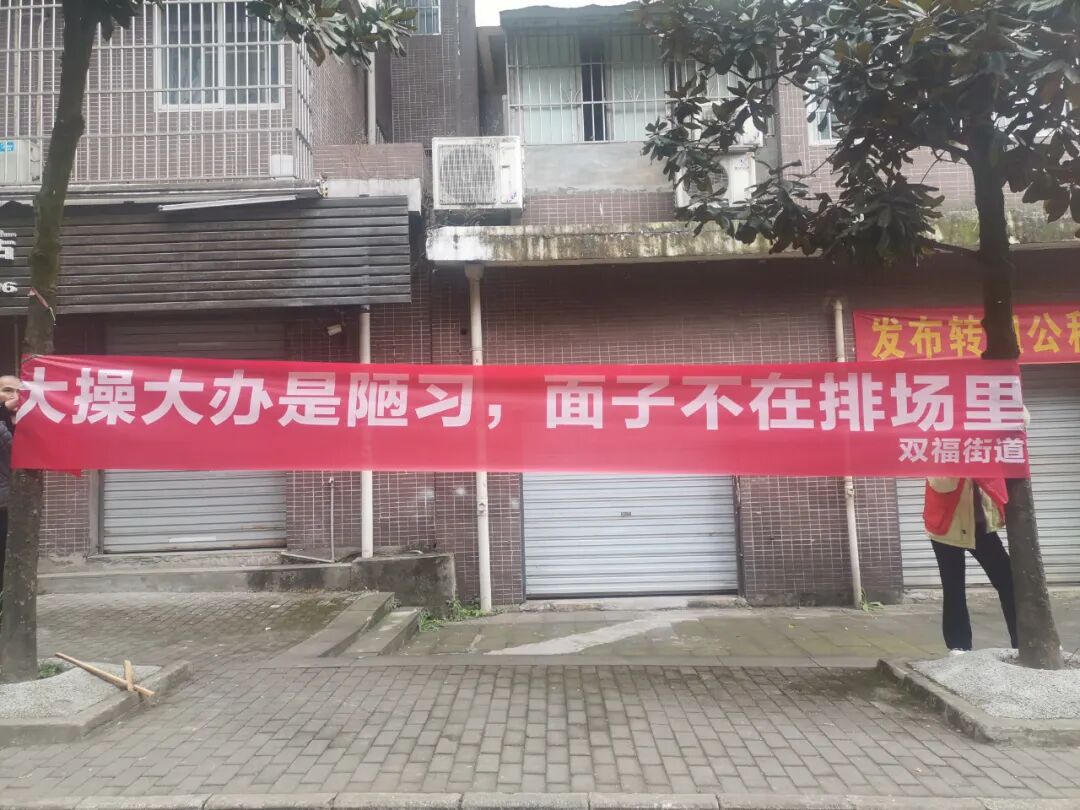 店
大操大办是陋习，面子不在排场里
双福街道
发布转
公